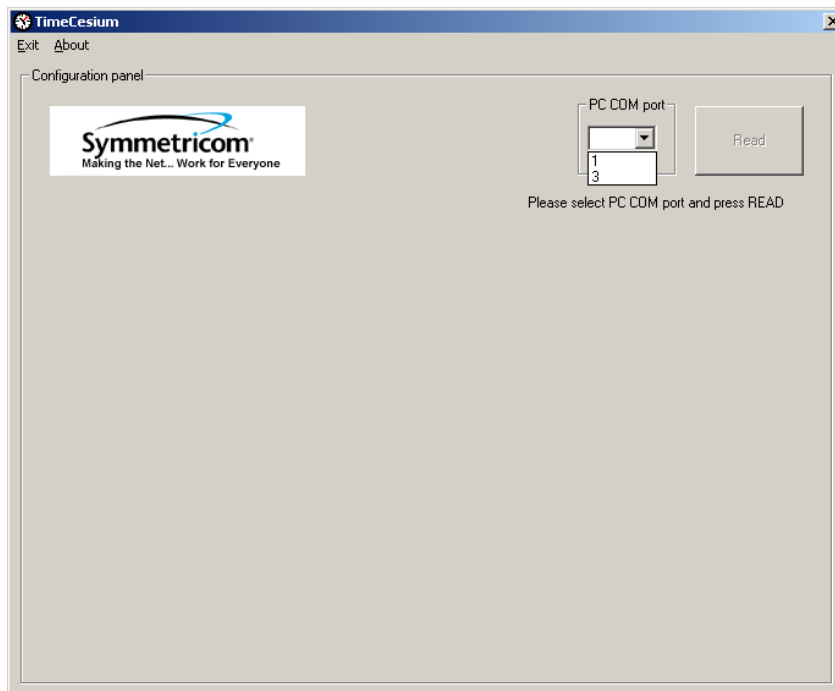 TimeCesium
Exit About
Configuration panel
Symmetricom®
Making the Net... Work for Everyone
PC COM port
1
3
Read
Please select PC COM port and press READ